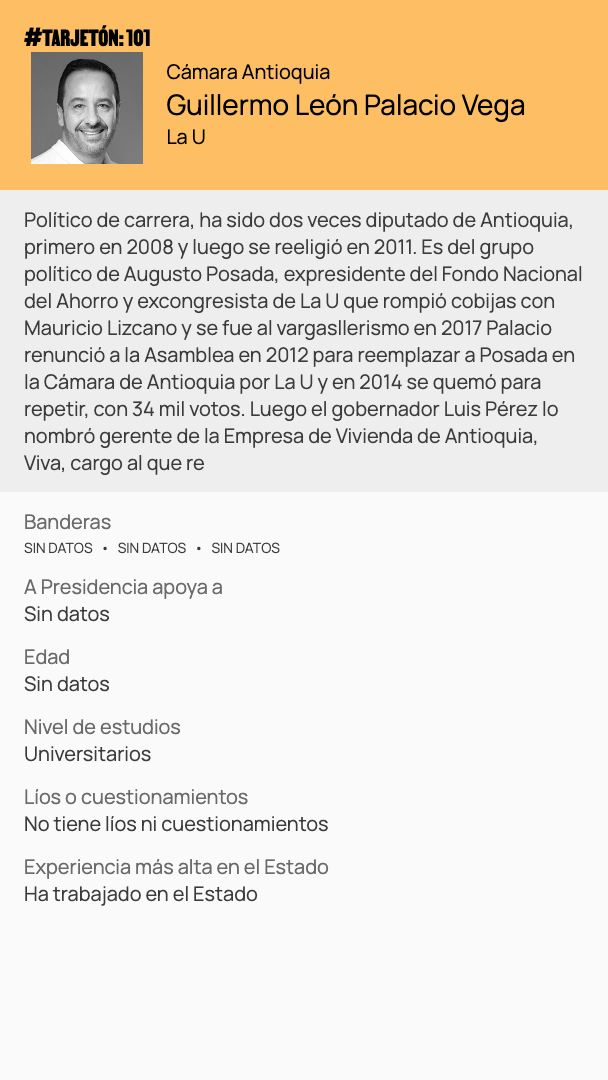 #TARJETÓN: 101
Cámara Antioquia
Guillermo León Palacio Vega
La U
Político de carrera, ha sido dos veces diputado de Antioquia,
primero en 2008 y luego se reeligió en 2011. Es del grupo
político de Augusto Posada, expresidente del Fondo Nacional
del Ahorro y excongresista de La U que rompió cobijas con
Mauricio Lizcano y se fue al vargasllerismo en 2017 Palacio
renunció a la Asamblea en 2012 para reemplazar a Posada en
la Cámara de Antioquia por La U y en 2014 se quemó para
repetir, con 34 mil votos. Luego el gobernador Luis Pérez lo
nombró gerente de la Empresa de Vivienda de Antioquia,
Viva, cargo al que re
Banderas
SIN DATOS • SIN DATOS • SIN DATOS
A Presidencia apoya a
Sin datos
Edad
Sin datos
Nivel de estudios
Universitarios
Líos o cuestionamientos
No tiene líos ni cuestionamientos
Experiencia más alta en el Estado
Ha trabajado en el Estado